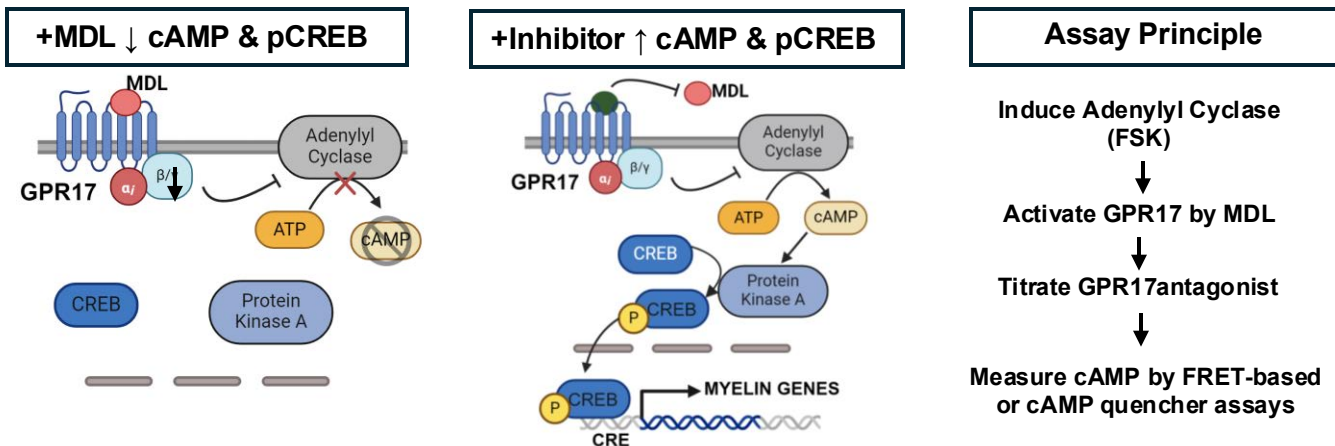 +MDL ↓ cAMP & pCREB
MDL
Adenylyl
Cyclase
β/γ
αi
GPR17
ATP
cAMP
CREB
Protein
Kinase A
+Inhibitor ↑ cAMP & pCREB
MDL
Adenylyl
Cyclase
β/γ
αi
GPR17
ATP
cAMP
CREB
Protein
Kinase A
CREB
P
MYELIN GENES
CREB
P
CRE
Assay Principle
Induce Adenylyl Cyclase
(FSK)
Activate GPR17 by MDL
Titrate GPR17antagonist
Measure cAMP by FRET-based
or cAMP quencher assays